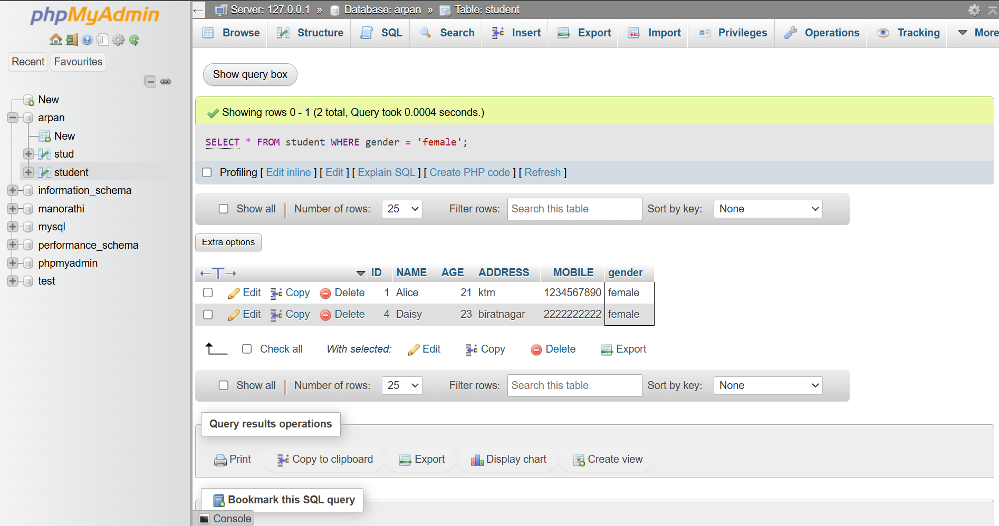 phpMyAdmin
Recent
Favourites
New
arpan
New
stud
student
information_schema
manorathi
mysql
performance_schema
phpmyadmin
test
Server: 127.0.0.1 » Database: arpan » Table: student
Browse Structure SQL Search Insert Export Import Privileges Operations Tracking More
Show query box
Showing rows 0 - 1 (2 total, Query took 0.0004 seconds.)
SELECT * FROM student WHERE gender = 'female';
Profiling [ Edit inline ] [ Edit ] [ Explain SQL ] [ Create PHP code ] [ Refresh ]
Show all Number of rows: 25 Filter rows: Search this table Sort by key: None
Extra options
ID NAME AGE ADDRESS MOBILE gender
Edit Copy Delete 1 Alice 21 ktm 1234567890 female
Edit Copy Delete 4 Daisy 23 biratnagar 2222222222 female
Check all With selected: Edit Copy Delete Export
Show all Number of rows: 25 Filter rows: Search this table Sort by key: None
Query results operations
Print Copy to clipboard Export Display chart Create view
Bookmark this SQL query
Console